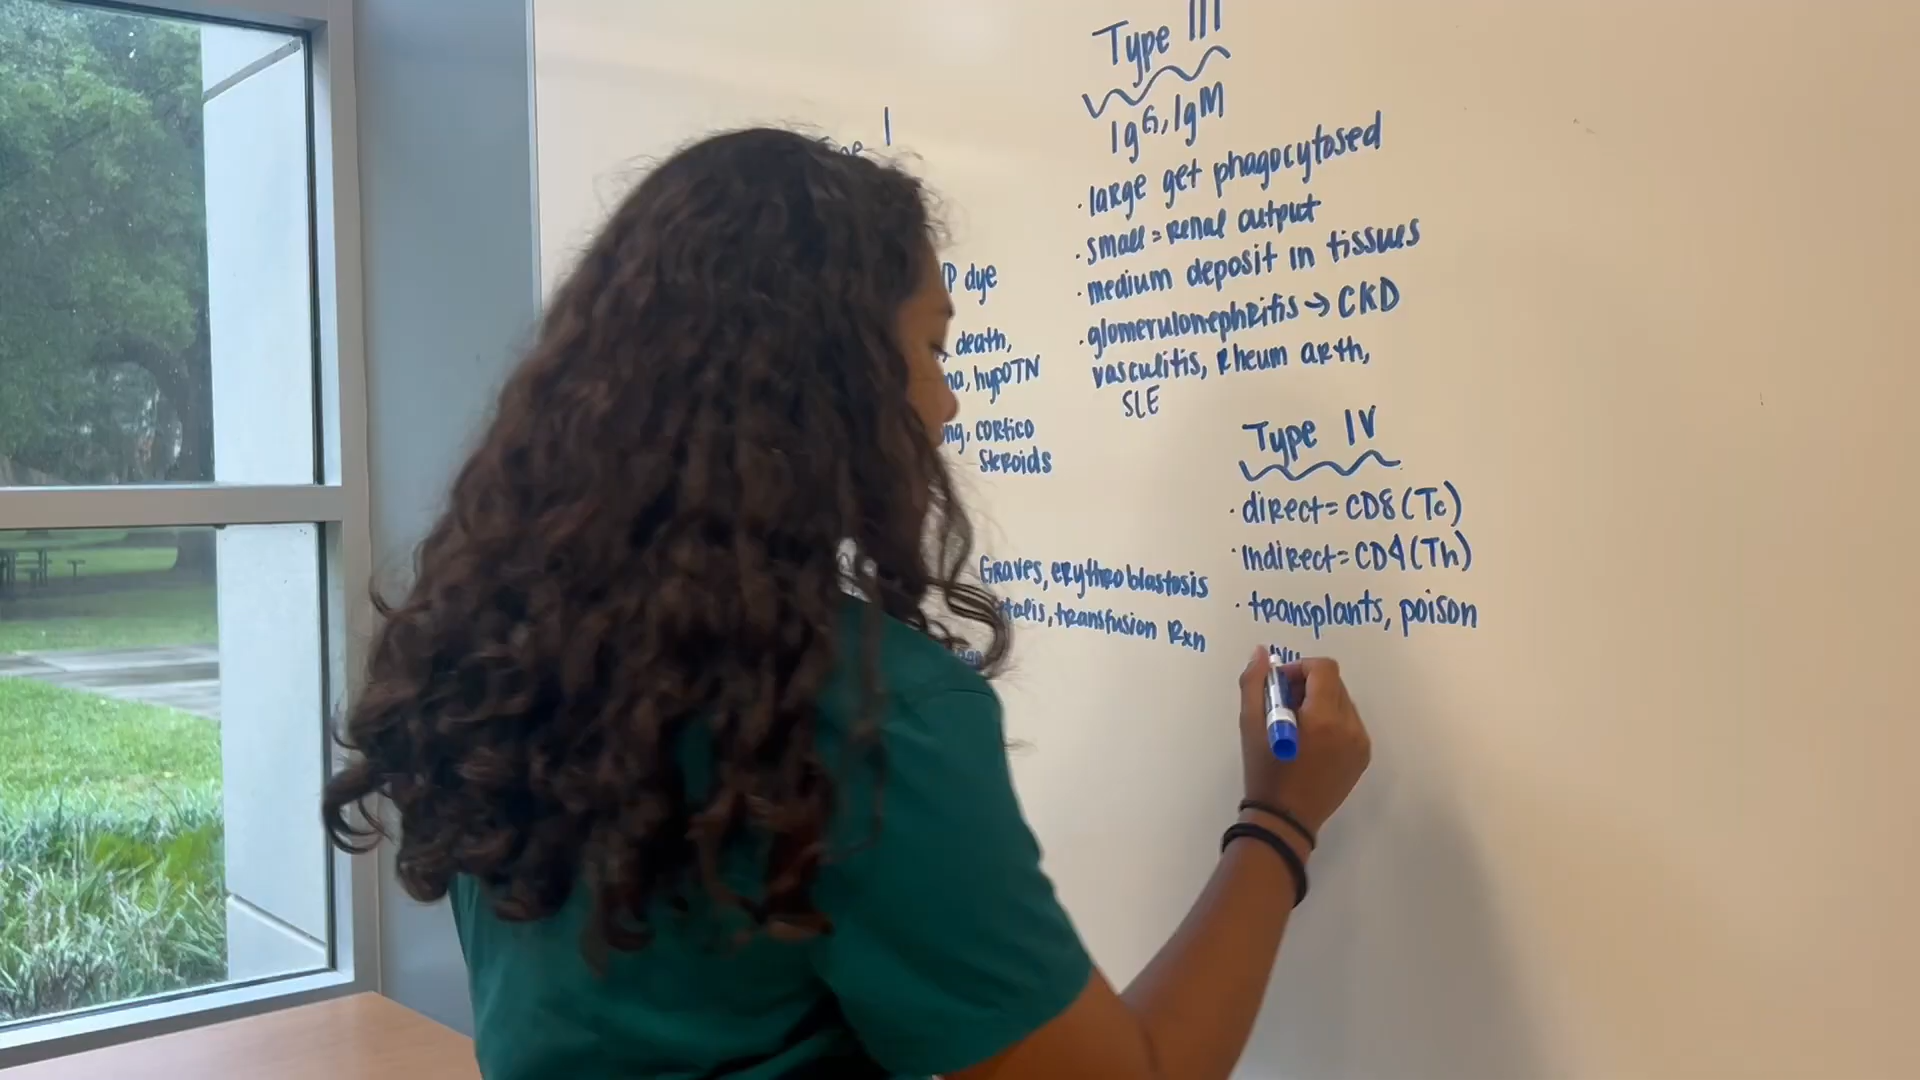 Type III
IgG, IgM
· large get phagocytosed
· small = renal output
· medium deposit in tissues
· glomerulonephritis → CKD
vasculitis, Rheum arth,
SLE
I
dye
death,
hypOTN
cortico
steroids
Graves, erythroblastosis
transfusion Rxn
Type IV
· direct = CD8 (Tc)
· Indirect = CD4 (Th)
· transplants, poison